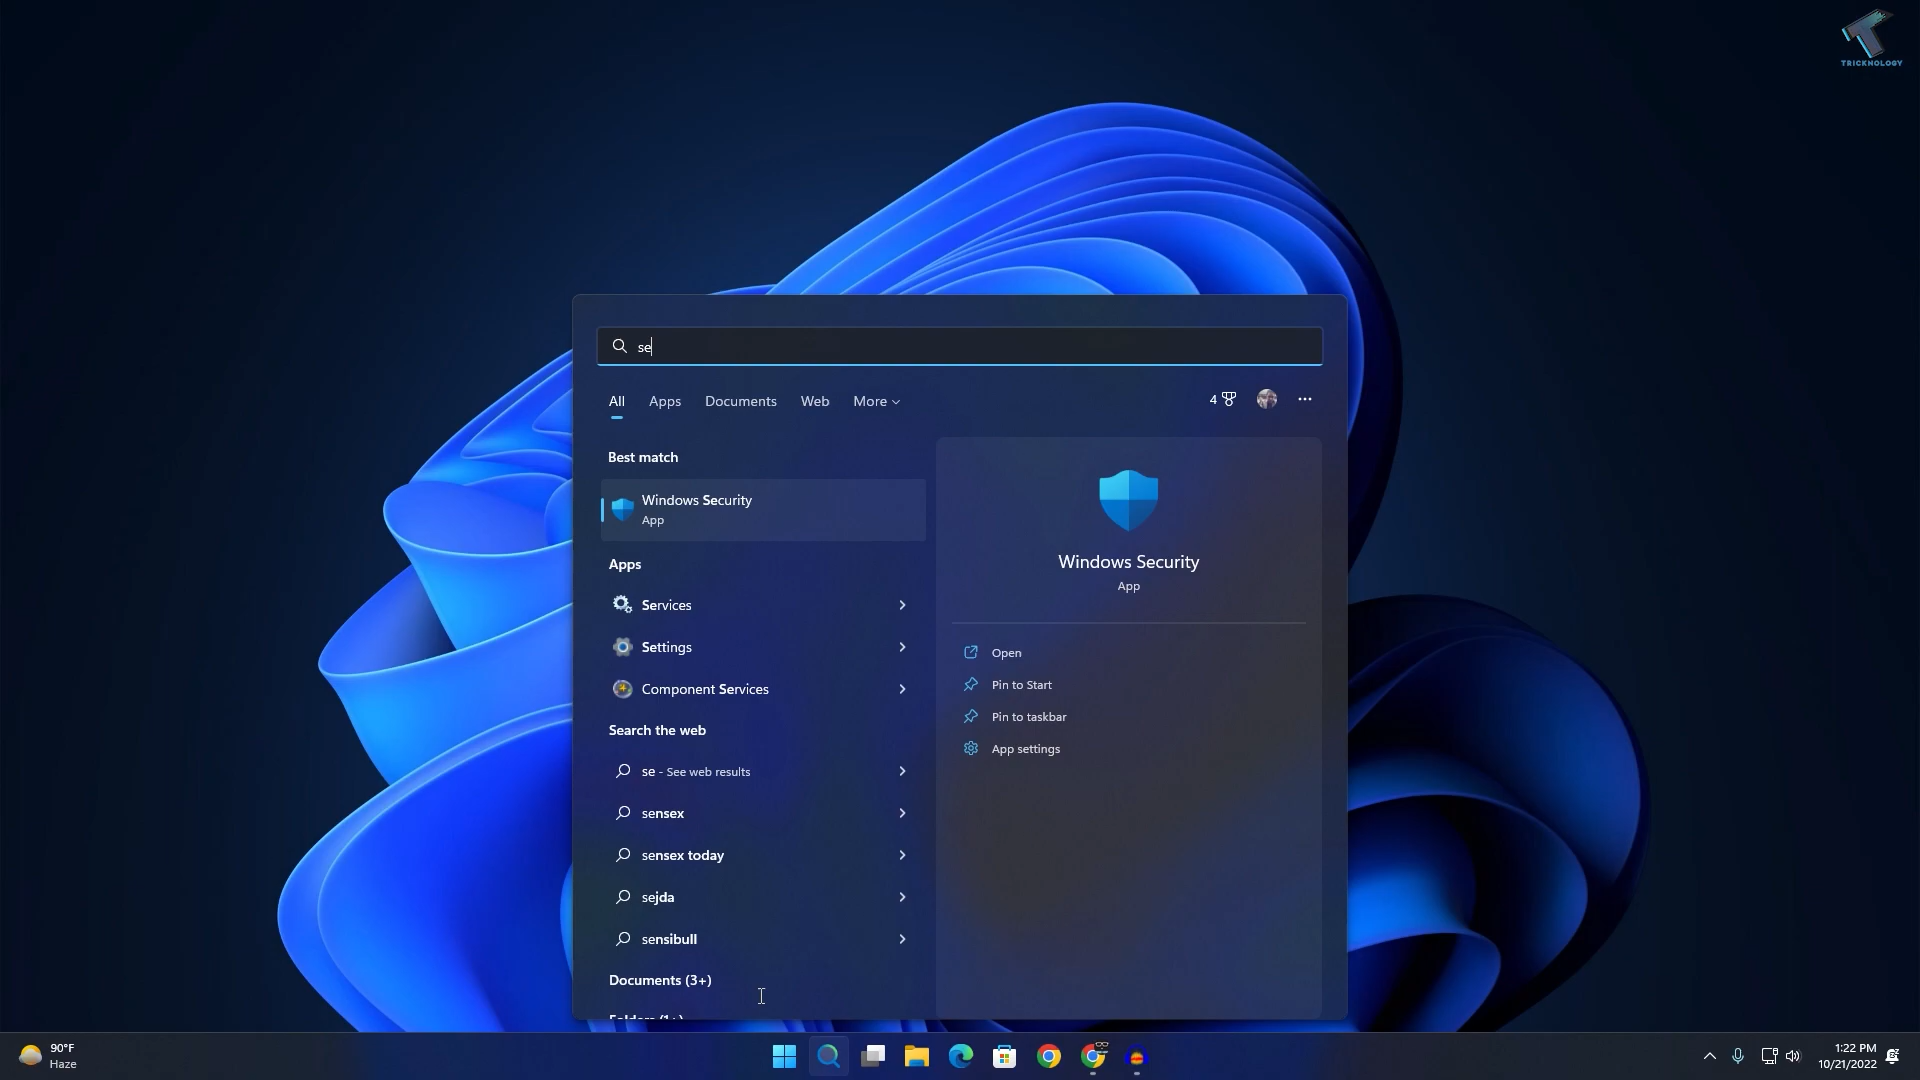 TRICKNOLOGY
se
All Apps Documents Web More
4
Best match
Windows Security
App
Apps
Services
Settings
Component Services
Search the web
se - See web results
sensex
sensex today
sejda
sensibull
Documents (3+)
Folders (1+)
Windows Security
App
Open
Pin to Start
Pin to taskbar
App settings
90°F
Haze
1:22 PM
10/21/2022